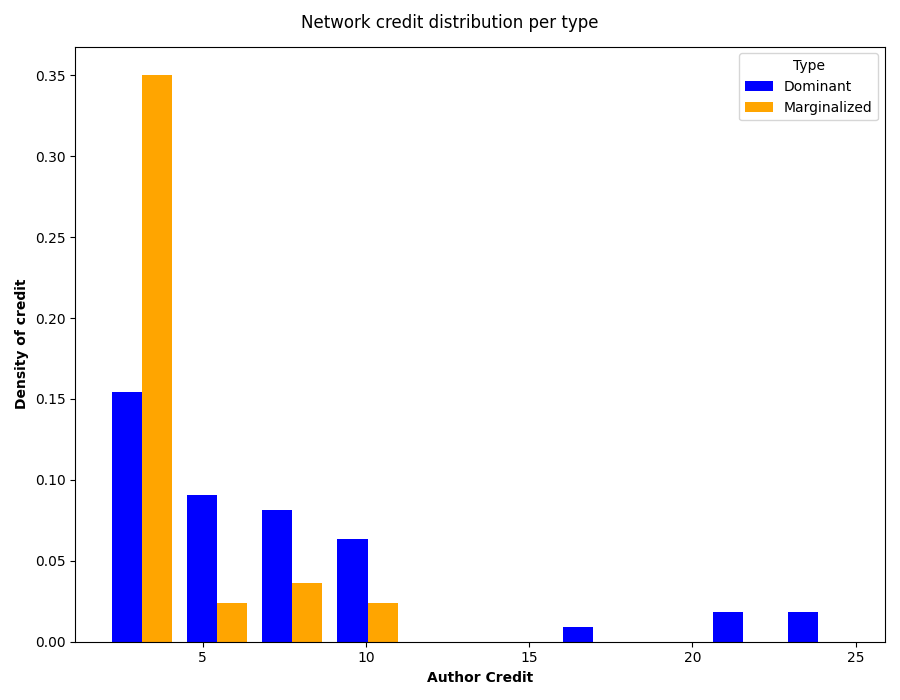 Network credit distribution per type
Type
Dominant
Marginalized
Density of credit
0.35
0.30
0.25
0.20
0.15
0.10
0.05
0.00
5 10 15 20 25
Author Credit